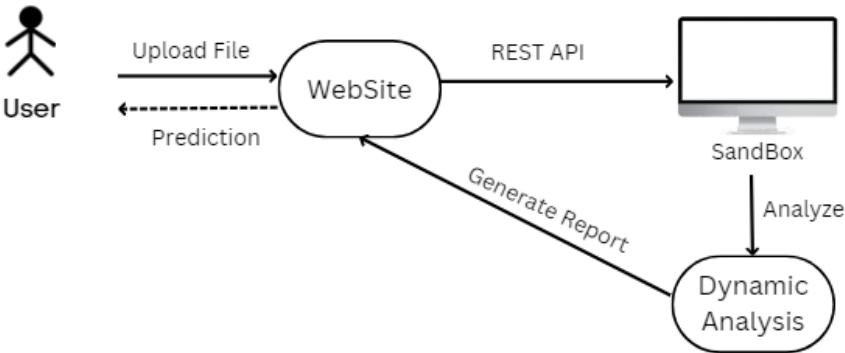 Upload File
REST API
User
WebSite
Prediction
SandBox
Generate Report
Analyze
Dynamic
Analysis